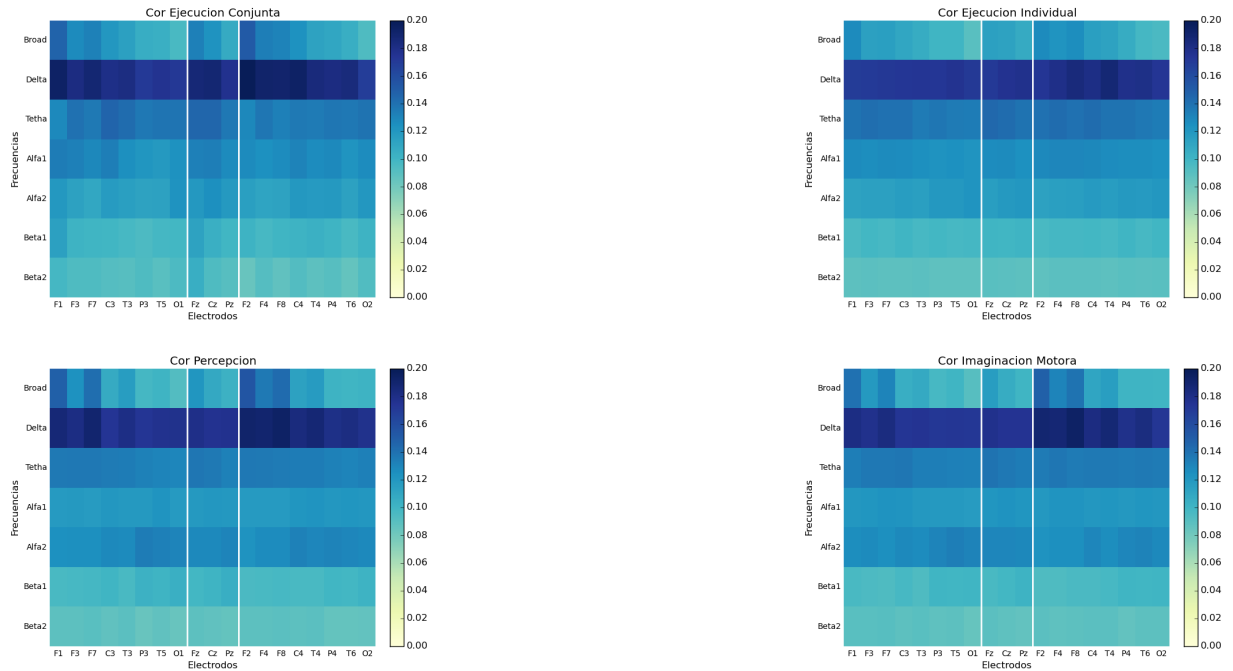 Cor Ejecucion Conjunta
Frecuencias
Broad
Delta
Tetha
Alfa1
Alfa2
Beta1
Beta2
F1 F3 F7 C3 T3 P3 T5 O1 Fz Cz Pz F2 F4 F8 C4 T4 P4 T6 O2
Electrodos
0.20
0.18
0.16
0.14
0.12
0.10
0.08
0.06
0.04
0.02
0.00
Cor Ejecucion Individual
Frecuencias
Broad
Delta
Tetha
Alfa1
Alfa2
Beta1
Beta2
F1 F3 F7 C3 T3 P3 T5 O1 Fz Cz Pz F2 F4 F8 C4 T4 P4 T6 O2
Electrodos
0.20
0.18
0.16
0.14
0.12
0.10
0.08
0.06
0.04
0.02
0.00
Cor Percepcion
Frecuencias
Broad
Delta
Tetha
Alfa1
Alfa2
Beta1
Beta2
F1 F3 F7 C3 T3 P3 T5 O1 Fz Cz Pz F2 F4 F8 C4 T4 P4 T6 O2
Electrodos
0.20
0.18
0.16
0.14
0.12
0.10
0.08
0.06
0.04
0.02
0.00
Cor Imaginacion Motora
Frecuencias
Broad
Delta
Tetha
Alfa1
Alfa2
Beta1
Beta2
F1 F3 F7 C3 T3 P3 T5 O1 Fz Cz Pz F2 F4 F8 C4 T4 P4 T6 O2
Electrodos
0.20
0.18
0.16
0.14
0.12
0.10
0.08
0.06
0.04
0.02
0.00